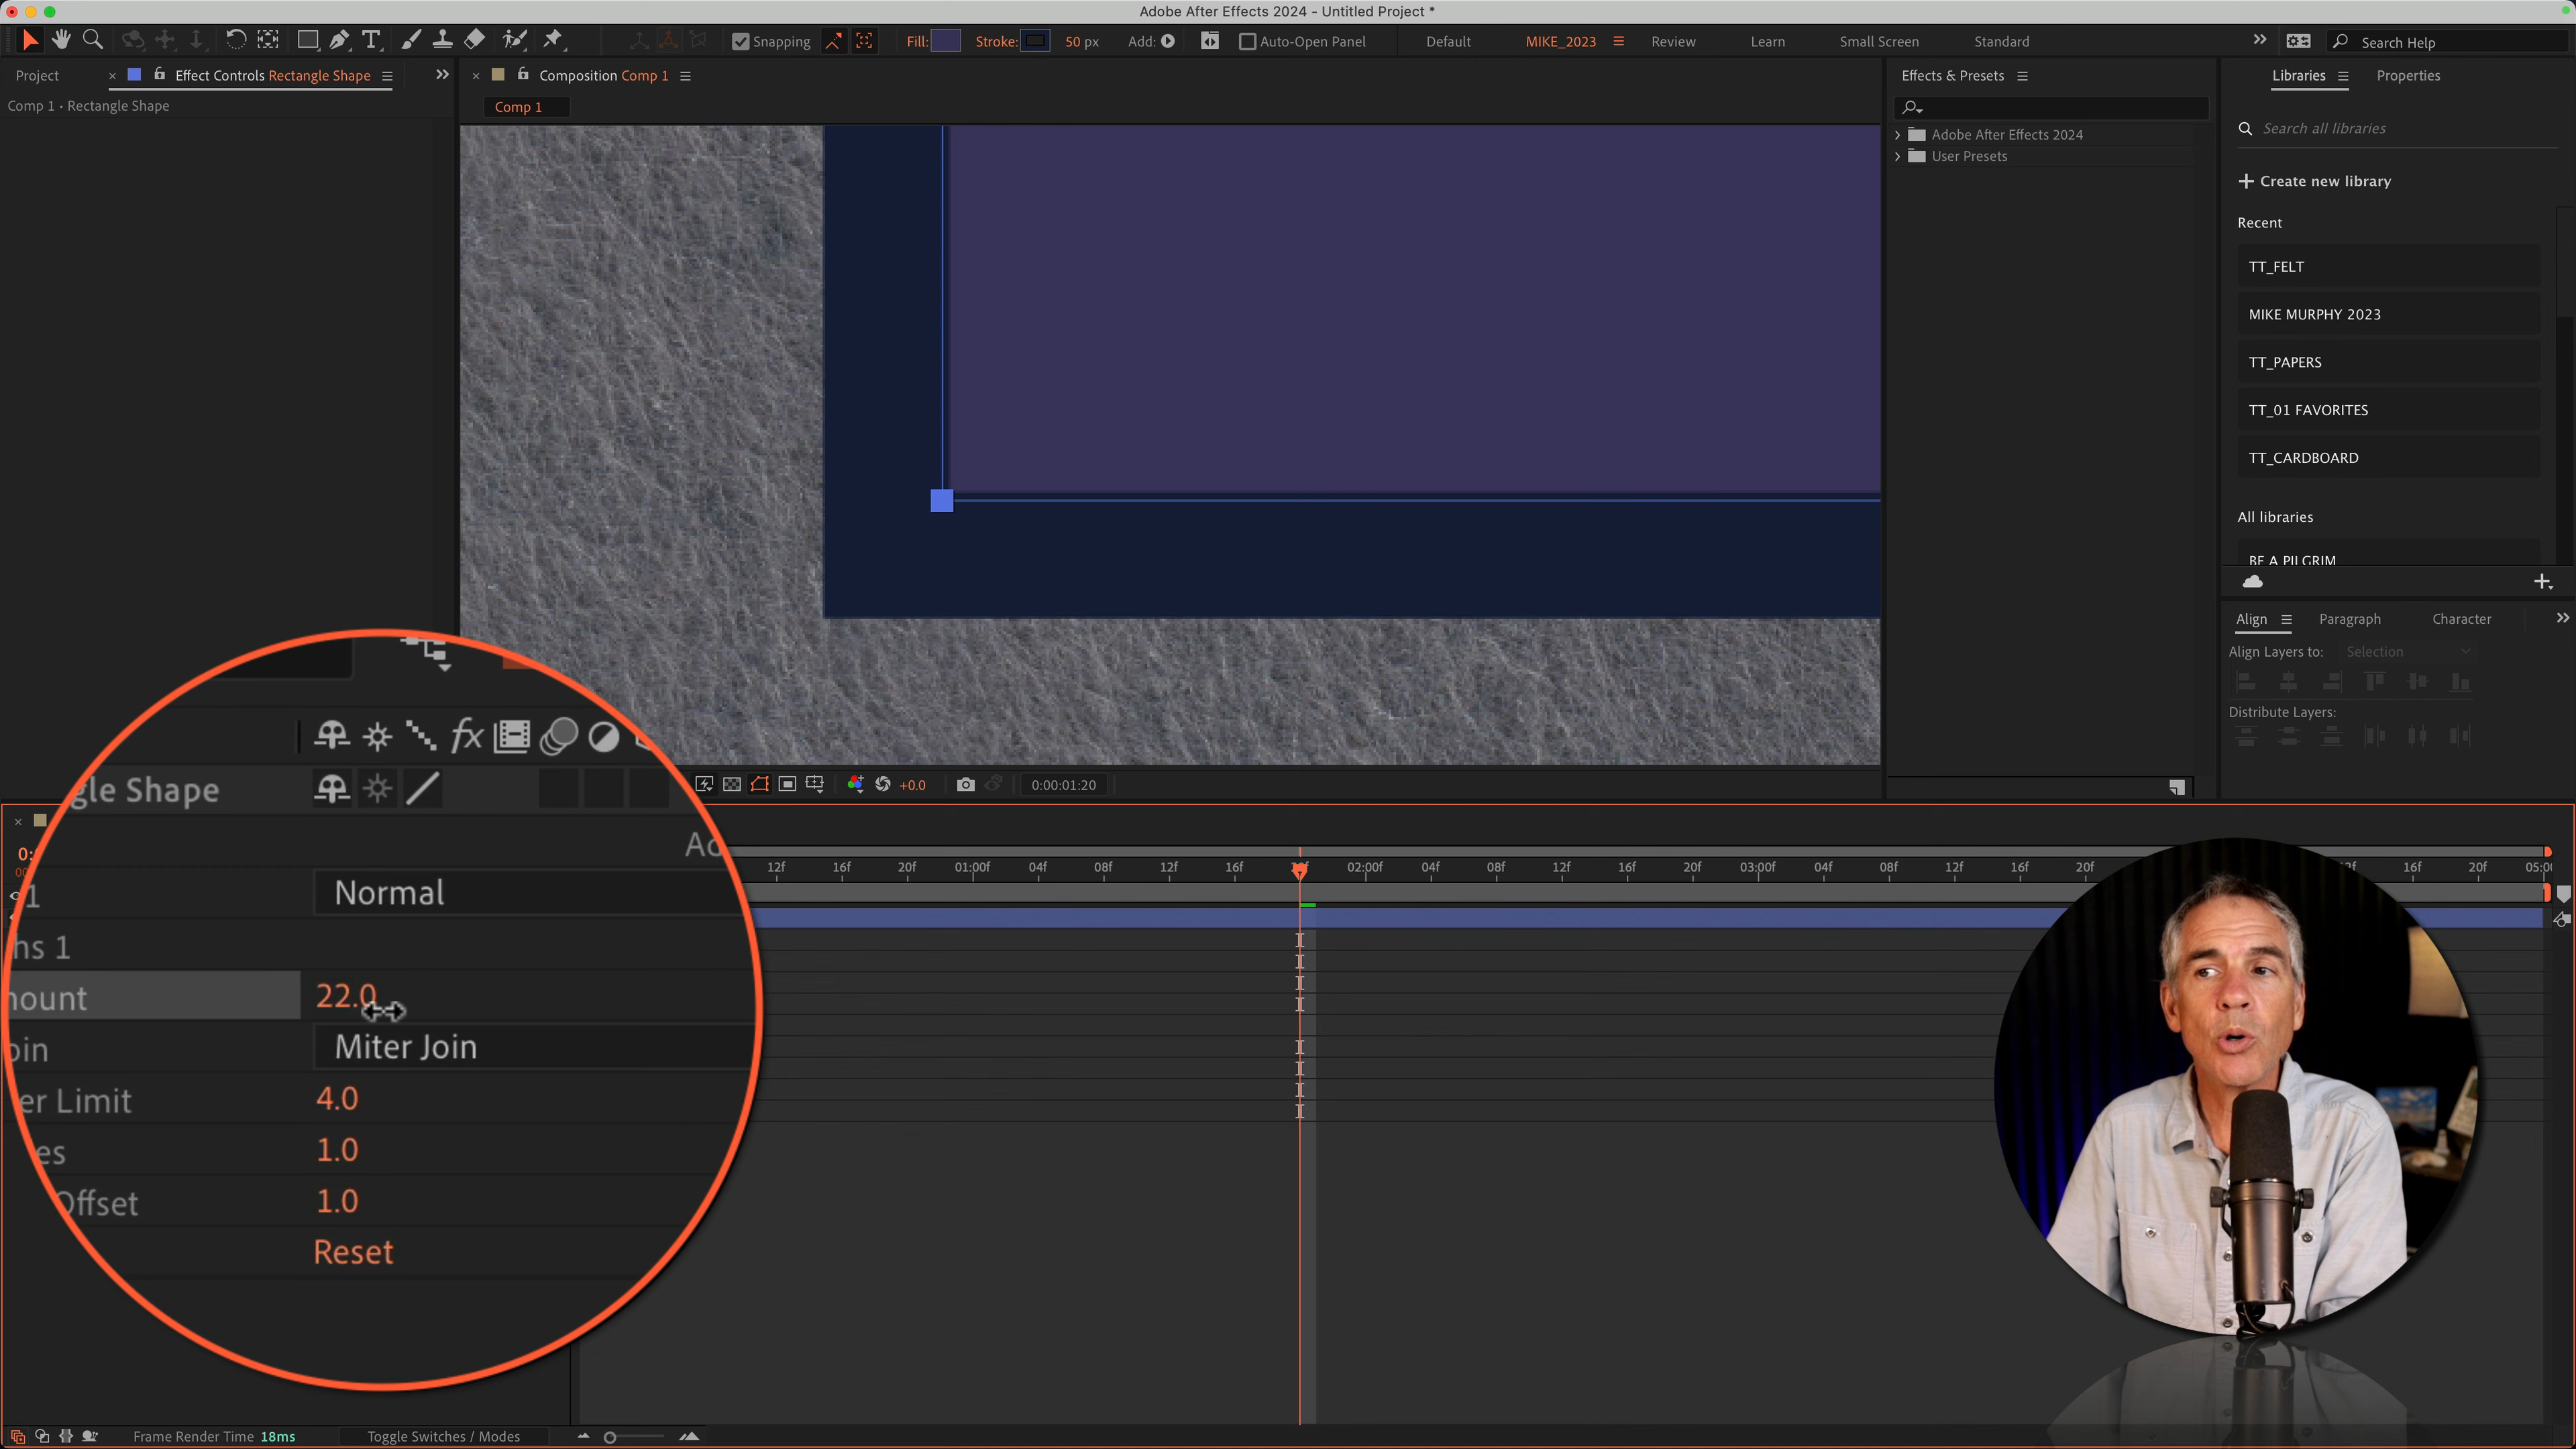 Adobe After Effects 2024 - Untitled Project *
Snapping
Fill:
Stroke:
50 px
Add:
Auto-Open Panel
Default
MIKE_2023
Review
Learn
Small Screen
Standard
Search Help
Project
Effect Controls Rectangle Shape
Composition Comp 1
Effects & Presets
Libraries
Properties
Comp 1 • Rectangle Shape
Comp 1
Adobe After Effects 2024
User Presets
Search all libraries
Create new library
Recent
TT_FELT
MIKE MURPHY 2023
TT_PAPERS
TT_01 FAVORITES
TT_CARDBOARD
All libraries
BE A PILGRIM
Align
Paragraph
Character
Align Layers to:
Selection
Distribute Layers:
+0.0
0:00:01:20
fx
gle Shape
Normal
hs 1
22.0
Miter Join
er Limit
4.0
es
1.0
Offset
1.0
Reset
12f 16f 20f 01:00f 04f 08f 12f 16f 02:00f 04f 08f 12f 16f 20f 03:00f 04f 08f 12f 16f 20f 16f 20f
Frame Render Time 18ms
Toggle Switches / Modes